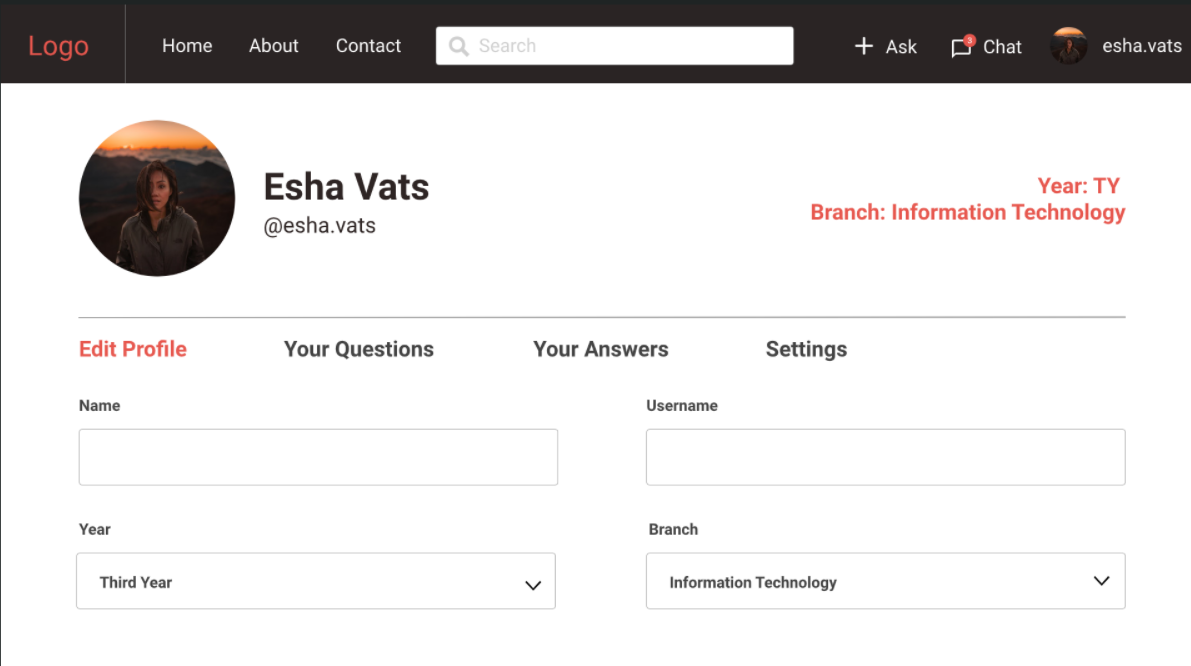 Logo Home About Contact Search Ask 3 Chat esha.vats
Esha Vats
@esha.vats
Year: TY
Branch: Information Technology
Edit Profile Your Questions Your Answers Settings
Name Username
Year Branch
Third Year Information Technology